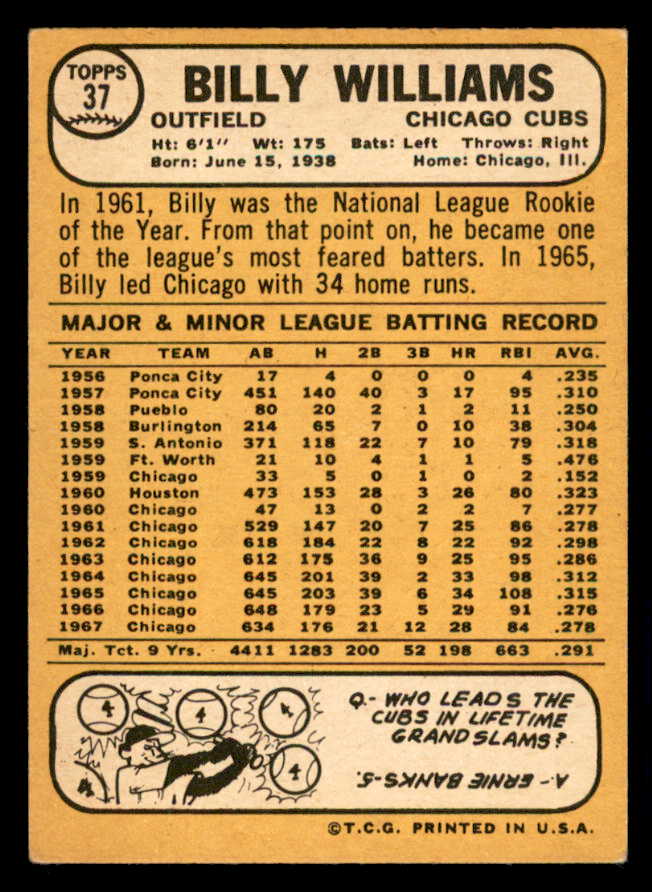 TOPPS
37
BILLY WILLIAMS
OUTFIELD CHICAGO CUBS
Ht: 6'1" Wt: 175 Bats: Left Throws: Right
Born: June 15, 1938 Home: Chicago, Ill.
In 1961, Billy was the National League Rookie
of the Year. From that point on, he became one
of the league's most feared batters. In 1965,
Billy led Chicago with 34 home runs.
MAJOR & MINOR LEAGUE BATTING RECORD
YEAR TEAM AB H 2B 3B HR RBI AVG.
1956 Ponca City 17 4 0 0 0 4 .235
1957 Ponca City 451 140 40 3 17 95 .310
1958 Pueblo 80 20 2 1 2 11 .250
1958 Burlington 214 65 7 0 10 38 .304
1959 S. Antonio 371 118 22 7 10 79 .318
1959 Ft. Worth 21 10 4 1 1 5 .476
1959 Chicago 33 5 0 1 0 2 .152
1960 Houston 473 153 28 3 26 80 .323
1960 Chicago 47 13 0 2 2 7 .277
1961 Chicago 529 147 20 7 25 86 .278
1962 Chicago 618 184 22 8 22 92 .298
1963 Chicago 612 175 36 9 25 95 .286
1964 Chicago 645 201 39 2 33 98 .312
1965 Chicago 645 203 39 6 34 108 .315
1966 Chicago 648 179 23 5 29 91 .276
1967 Chicago 634 176 21 12 28 84 .278
Maj. Tct. 9 Yrs. 4411 1283 200 52 198 663 .291
4
4
4
4
4
Q.- WHO LEADS THE
CUBS IN LIFETIME
GRAND SLAMS?
A.- ERNIE BANKS-5.
©T.C.G. PRINTED IN U.S.A.